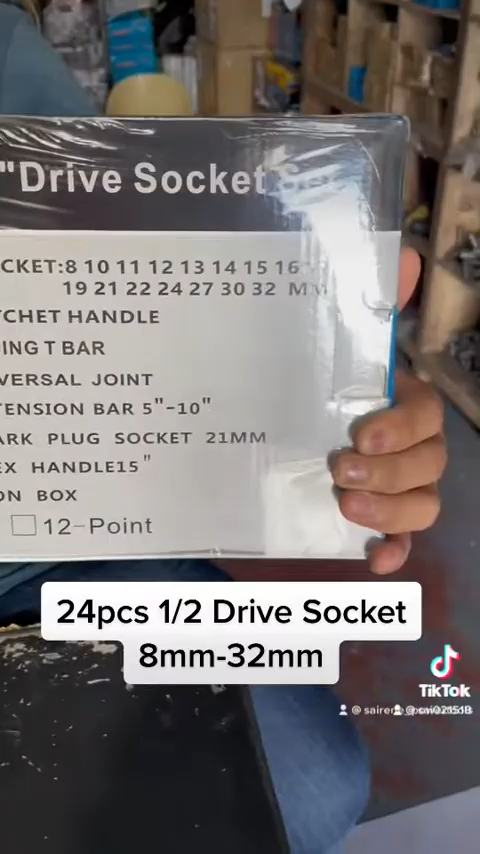 "Drive Socket
CKET:8 10 11 12 13 14 15 16
19 21 22 24 27 30 32 MM
CHET HANDLE
ING T BAR
VERSAL JOINT
TENSION BAR 5"-10"
ARK PLUG SOCKET 21MM
EX HANDLE15"
ON BOX
12-Point
24pcs 1/2 Drive Socket
8mm-32mm
TikTok